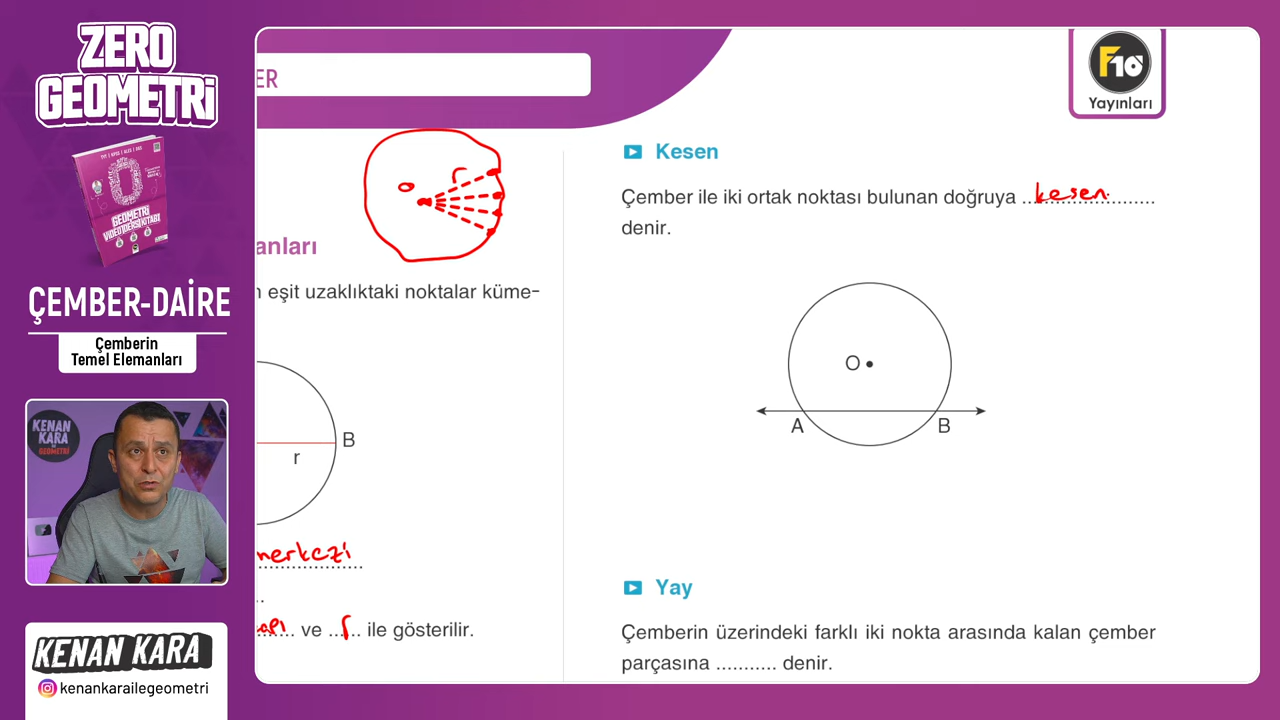 ZERO
GEOMETRİ
GEOMETRİ
VİDEO DERS KİTABI
ÇEMBER-DAİRE
Çemberin
Temel Elemanları
KENAN
KARA
GEOMETRİ
KENAN KARA
kenankarailegeometri
ER
F10
Yayınları
r
anları
eşit uzaklıktaki noktalar küme-
B
r
merkezi
ve ..r.. ile gösterilir.
Kesen
Çember ile iki ortak noktası bulunan doğruya kesen
denir.
O
A
B
Yay
Çemberin üzerindeki farklı iki nokta arasında kalan çember
parçasına ........... denir.